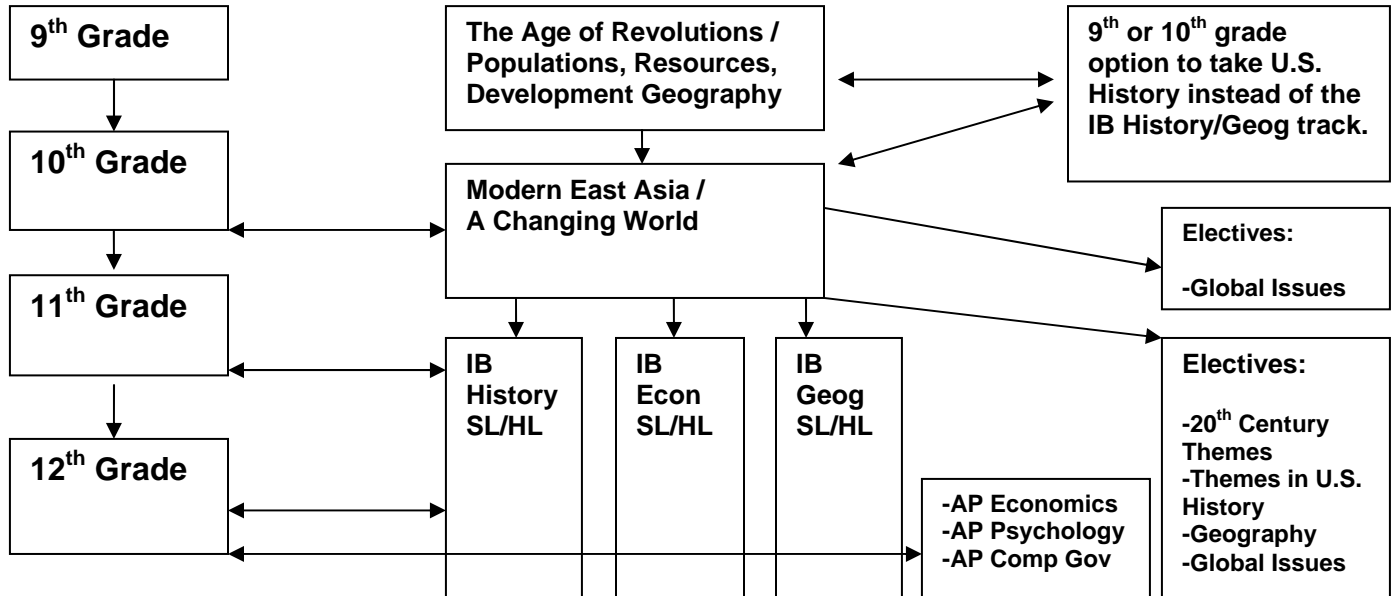 9th Grade
10th Grade
11th Grade
12th Grade
The Age of Revolutions /
Populations, Resources,
Development Geography
9th or 10th grade
option to take U.S.
History instead of the
IB History/Geog track.
Modern East Asia /
A Changing World
Electives:
-Global Issues
IB
History
SL/HL
IB
Econ
SL/HL
IB
Geog
SL/HL
-AP Economics
-AP Psychology
-AP Comp Gov
Electives:
-20th Century
Themes
-Themes in U.S.
History
-Geography
-Global Issues